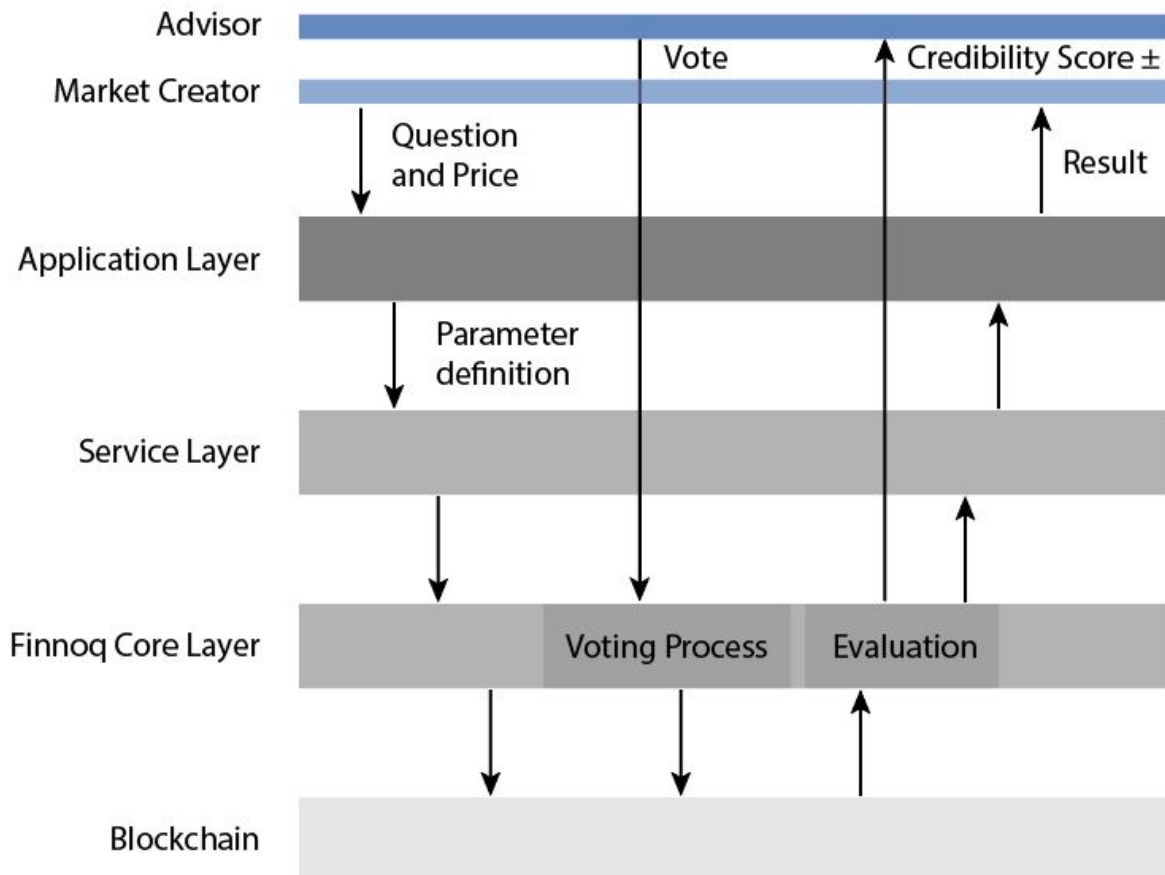 Advisor
Vote
Credibility Score ±
Market Creator
Question
and Price
Result
Application Layer
Parameter
definition
Service Layer
Finnoq Core Layer
Voting Process
Evaluation
Blockchain